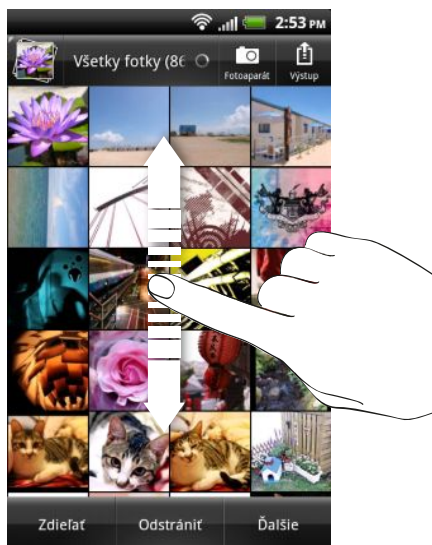 2:53 PM
Všetky fotky (86
Fotoaparát
Výstup
Zdieľať
Odstrániť
Ďalšie